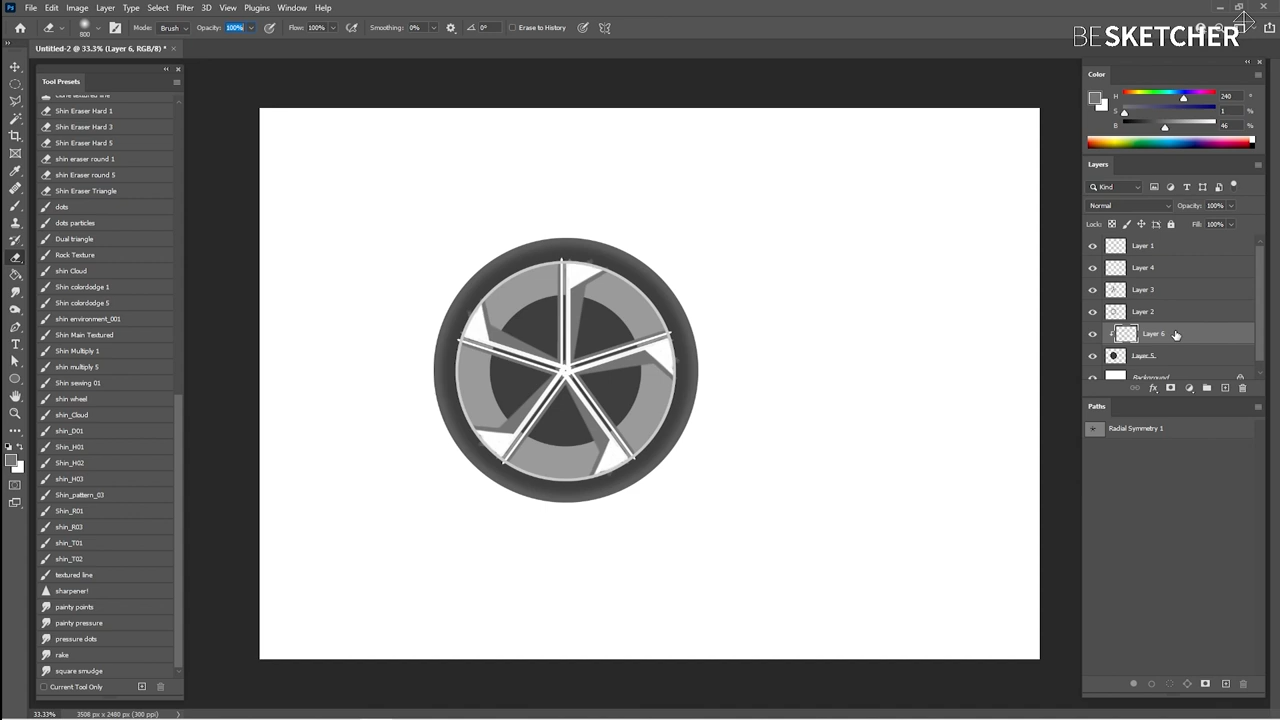 File Edit Image Layer Type Select Filter 3D View Plugins Window Help
800 Mode: Brush Opacity: 100% Flow: 100% Smoothing: 0% 0° Erase to History
BE SKETCHER
Untitled-2 @ 33.3% (Layer 6, RGB/8) * ×
Tool Presets
Shin Eraser Hard 1
Shin Eraser Hard 3
Shin Eraser Hard 5
shin eraser round 1
shin Eraser round 5
Shin Eraser Triangle
dots
dots particles
Dual triangle
Rock Texture
shin Cloud
Shin colordodge 1
Shin colordodge 5
shin environment_001
Shin Main Textured
Shin Multiply 1
shin multiply 5
Shin sewing 01
shin wheel
shin_Cloud
shin_D01
Shin_H01
Shin_H02
shin_H03
Shin_pattern_03
Shin_R01
shin_R03
shin_T01
shin_T02
textured line
sharpener!
painty points
painty pressure
pressure dots
rake
square smudge
Current Tool Only
Color
H 240 °
S 1 %
B 46 %
Layers
Kind
Normal Opacity: 100%
Lock: Fill: 100%
Layer 1
Layer 4
Layer 3
Layer 2
Layer 6
Layer 5
Background
Paths
Radial Symmetry 1
33.33% 3508 px x 2480 px (300 ppi)